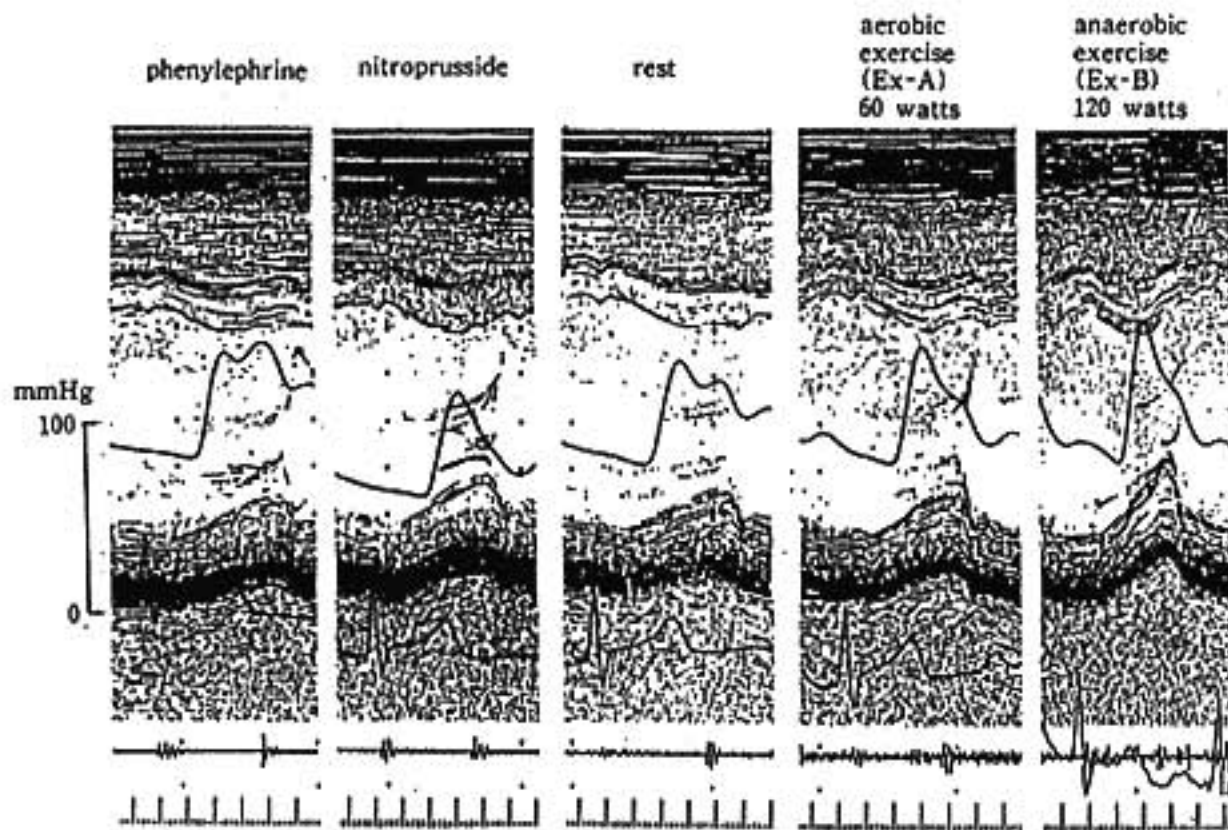 phenylephrine
nitroprusside
rest
aerobic
exercise
(Ex-A)
60 watts
anaerobic
exercise
(Ex-B)
120 watts
mmHg
100
0